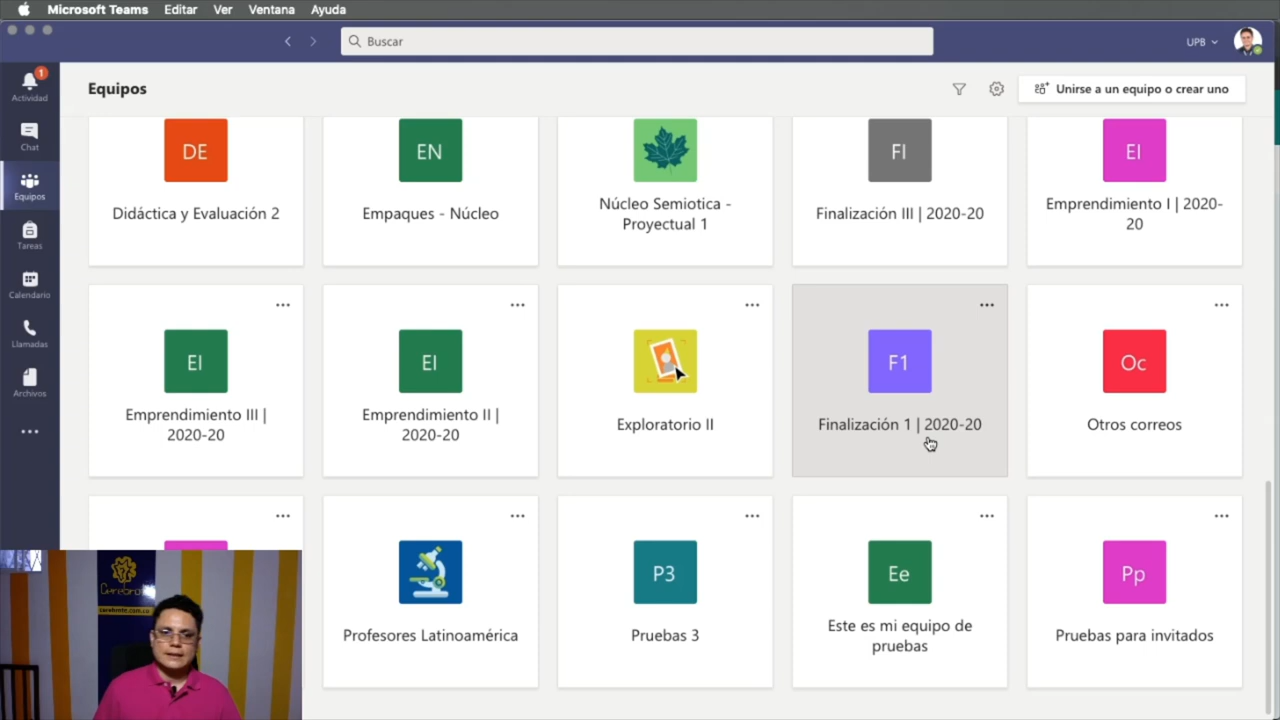 Microsoft Teams Editar Ver Ventana Ayuda
Buscar
UPB
1
Actividad
Chat
Equipos
Tareas
Calendario
Llamadas
Archivos
Equipos
Unirse a un equipo o crear uno
DE
Didáctica y Evaluación 2
EN
Empaques - Núcleo
Núcleo Semiotica -
Proyectual 1
FI
Finalización III | 2020-20
EI
Emprendimiento I | 2020-
20
EI
Emprendimiento III |
2020-20
EI
Emprendimiento II |
2020-20
Exploratorio II
F1
Finalización 1 | 2020-20
Oc
Otros correos
Profesores Latinoamérica
P3
Pruebas 3
Ee
Este es mi equipo de
pruebas
Pp
Pruebas para invitados